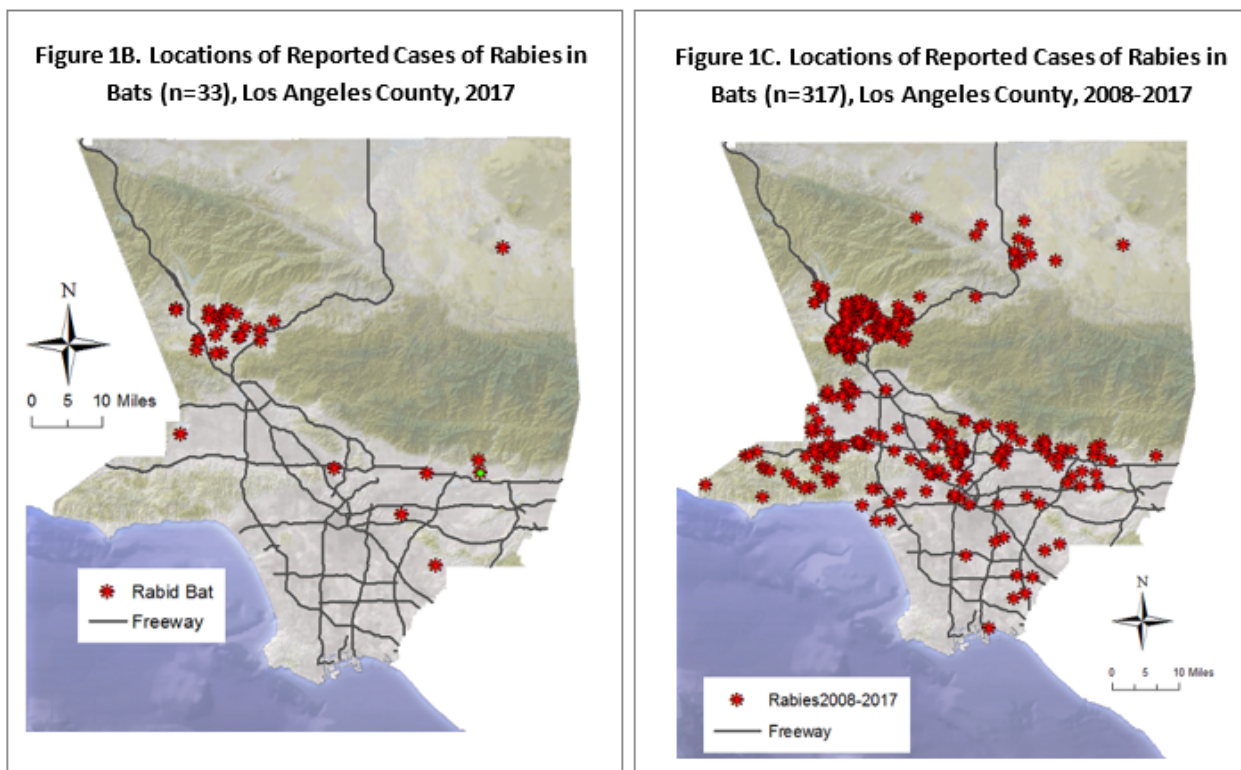 Figure 1B. Locations of Reported Cases of Rabies in
Bats (n=33), Los Angeles County, 2017
N
0 5 10 Miles
Rabid Bat
Freeway
Figure 1C. Locations of Reported Cases of Rabies in
Bats (n=317), Los Angeles County, 2008-2017
N
0 5 10 Miles
Rabies2008-2017
Freeway